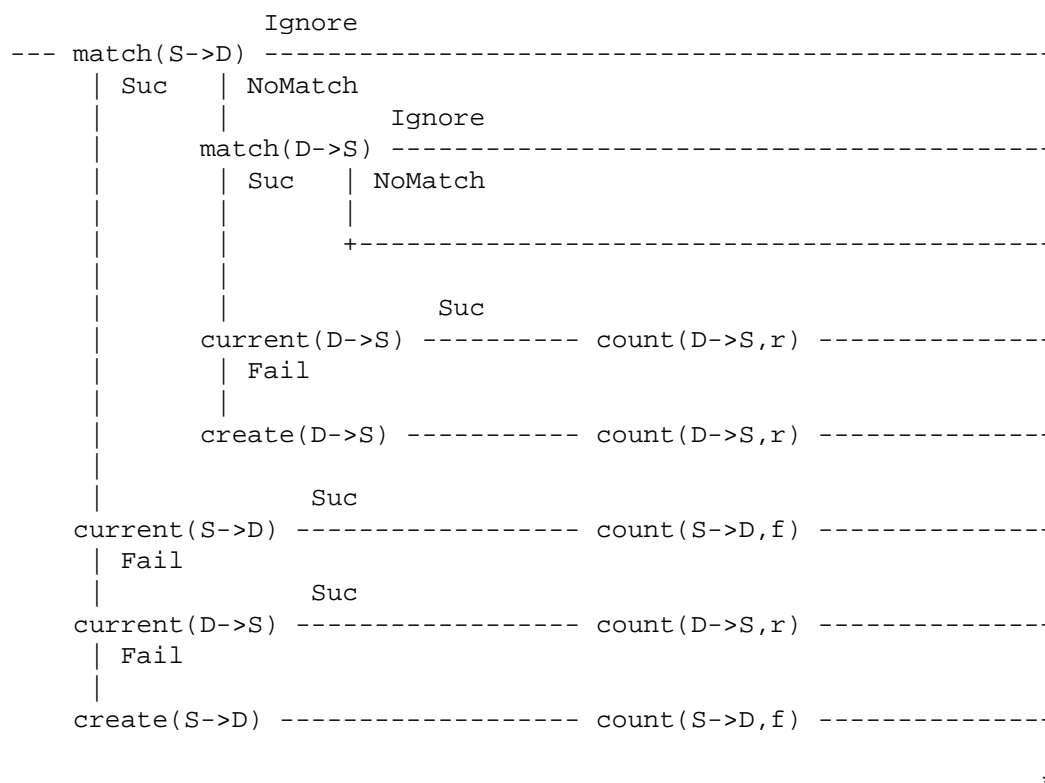 Ignore
--- match(S->D) -------------------------------------------------
| Suc | NoMatch
| | Ignore
| match(D->S) -----------------------------------------
| | Suc | NoMatch
| | |
| | +--------------------------------------------
| |
| | Suc
| current(D->S) ---------- count(D->S,r) --------------
| | Fail
| |
| create(D->S) ----------- count(D->S,r) --------------
|
| Suc
current(S->D) ------------------ count(S->D,f) --------------
| Fail
| Suc
current(D->S) ------------------ count(D->S,r) --------------
| Fail
|
create(S->D) ------------------- count(S->D,f) --------------